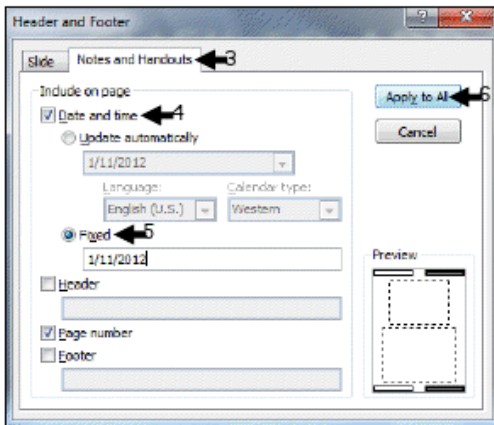 Header and Footer
Slide Notes and Handouts 3
Include on page
Date and time 4
Update automatically
1/11/2012
Language: Calendar type:
English (U.S.) Western
Fixed 5
1/11/2012
Header
Page number
Footer
Apply to All 6
Cancel
Preview